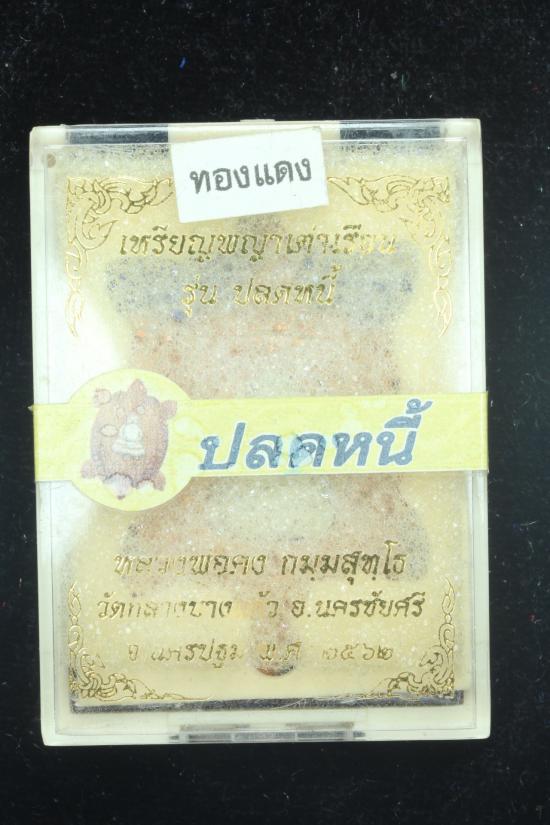 ทองแดง
เหรียญพญาเต่าเรือน
รุ่น ปลดหนี้
ปลดหนี้
หลวงพ่อคง กมฺมสุทฺโธ
วัดกลางบางแก้ว อ.นครชัยศรี
จ.นครปฐม พ.ศ. ๒๕๖๒